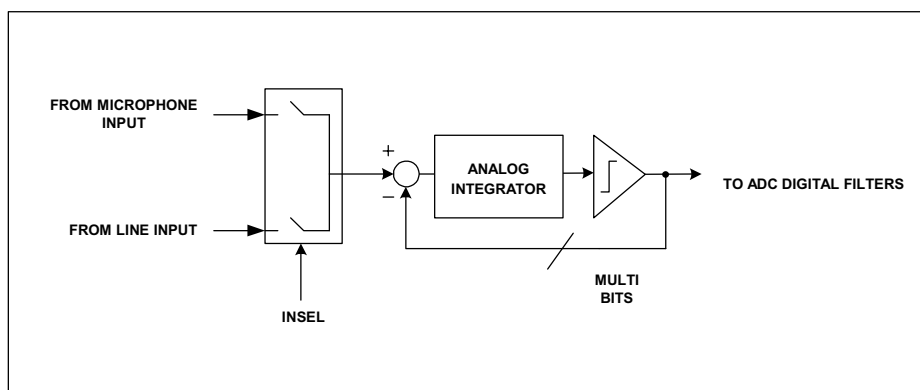 FROM MICROPHONE
INPUT
FROM LINE INPUT
INSEL
+
−
ANALOG
INTEGRATOR
TO ADC DIGITAL FILTERS
MULTI
BITS